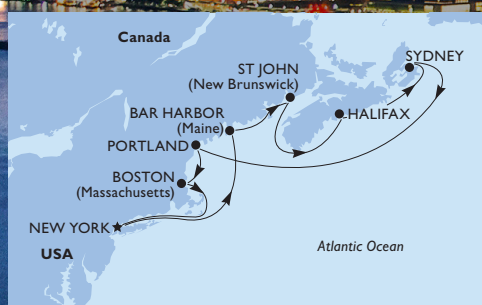 Canada
SYDNEY
ST JOHN
(New Brunswick)
BAR HARBOR
(Maine)
HALIFAX
PORTLAND
BOSTON
(Massachusetts)
NEW YORK
USA
Atlantic Ocean